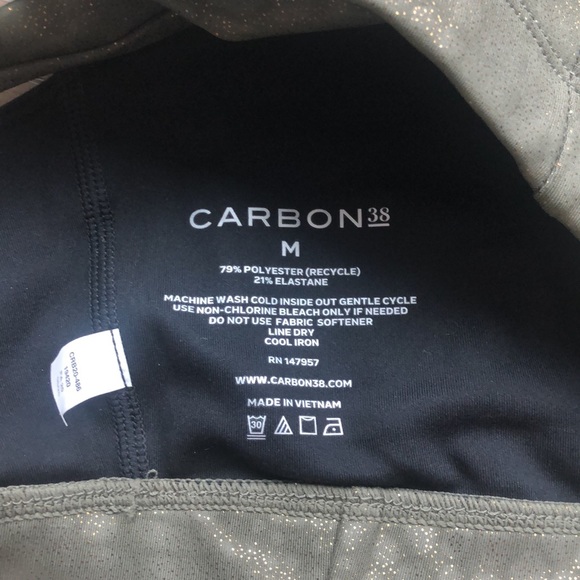 CARBON38
M
79% POLYESTER (RECYCLE)
21% ELASTANE
MACHINE WASH COLD INSIDE OUT GENTLE CYCLE
USE NON-CHLORINE BLEACH ONLY IF NEEDED
DO NOT USE FABRIC SOFTENER
LINE DRY
COOL IRON
RN 147957
WWW.CARBON38.COM
MADE IN VIETNAM
30
CRB20-486